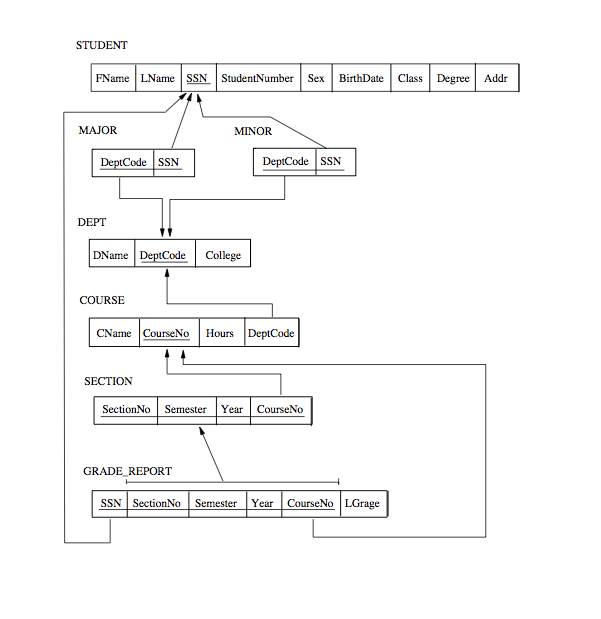 STUDENT
FName LName SSN StudentNumber Sex BirthDate Class Degree Addr
MAJOR MINOR
DeptCode SSN DeptCode SSN
DEPT
DName DeptCode College
COURSE
CName CourseNo Hours DeptCode
SECTION
SectionNo Semester Year CourseNo
GRADE_REPORT
SSN SectionNo Semester Year CourseNo LGrage